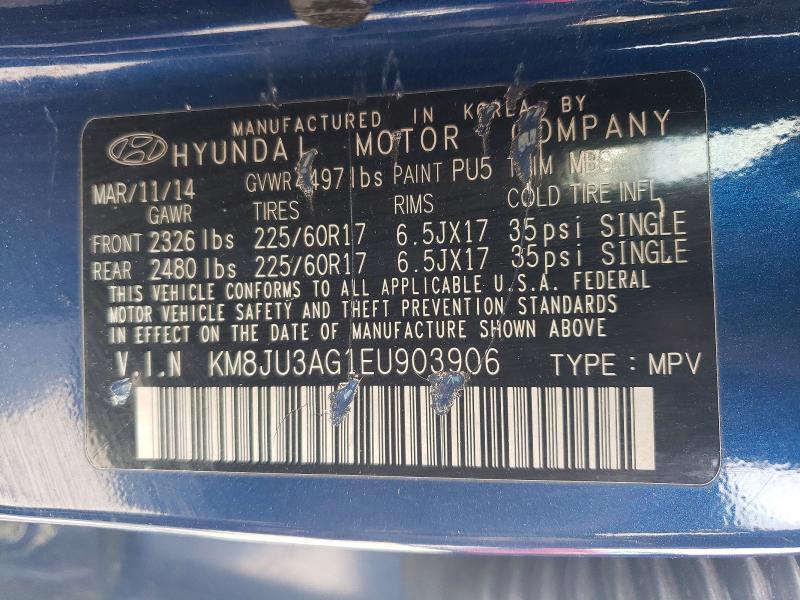 MANUFACTURED IN KOREA BY
HYUNDAI MOTOR COMPANY
MAR/11/14 GVWR 4497lbs PAINT PU5 TRIM
GAWR TIRES RIMS COLD TIRE INFL
FRONT 2326 lbs 225/60R17 6.5JX17 35psi SINGLE
REAR 2480 lbs 225/60R17 6.5JX17 35psi SINGLE
THIS VEHICLE CONFORMS TO ALL APPLICABLE U.S.A. FEDERAL
MOTOR VEHICLE SAFETY AND THEFT PREVENTION STANDARDS
IN EFFECT ON THE DATE OF MANUFACTURE SHOWN ABOVE
V.I.N KM8JU3AG1EU903906 TYPE : MPV